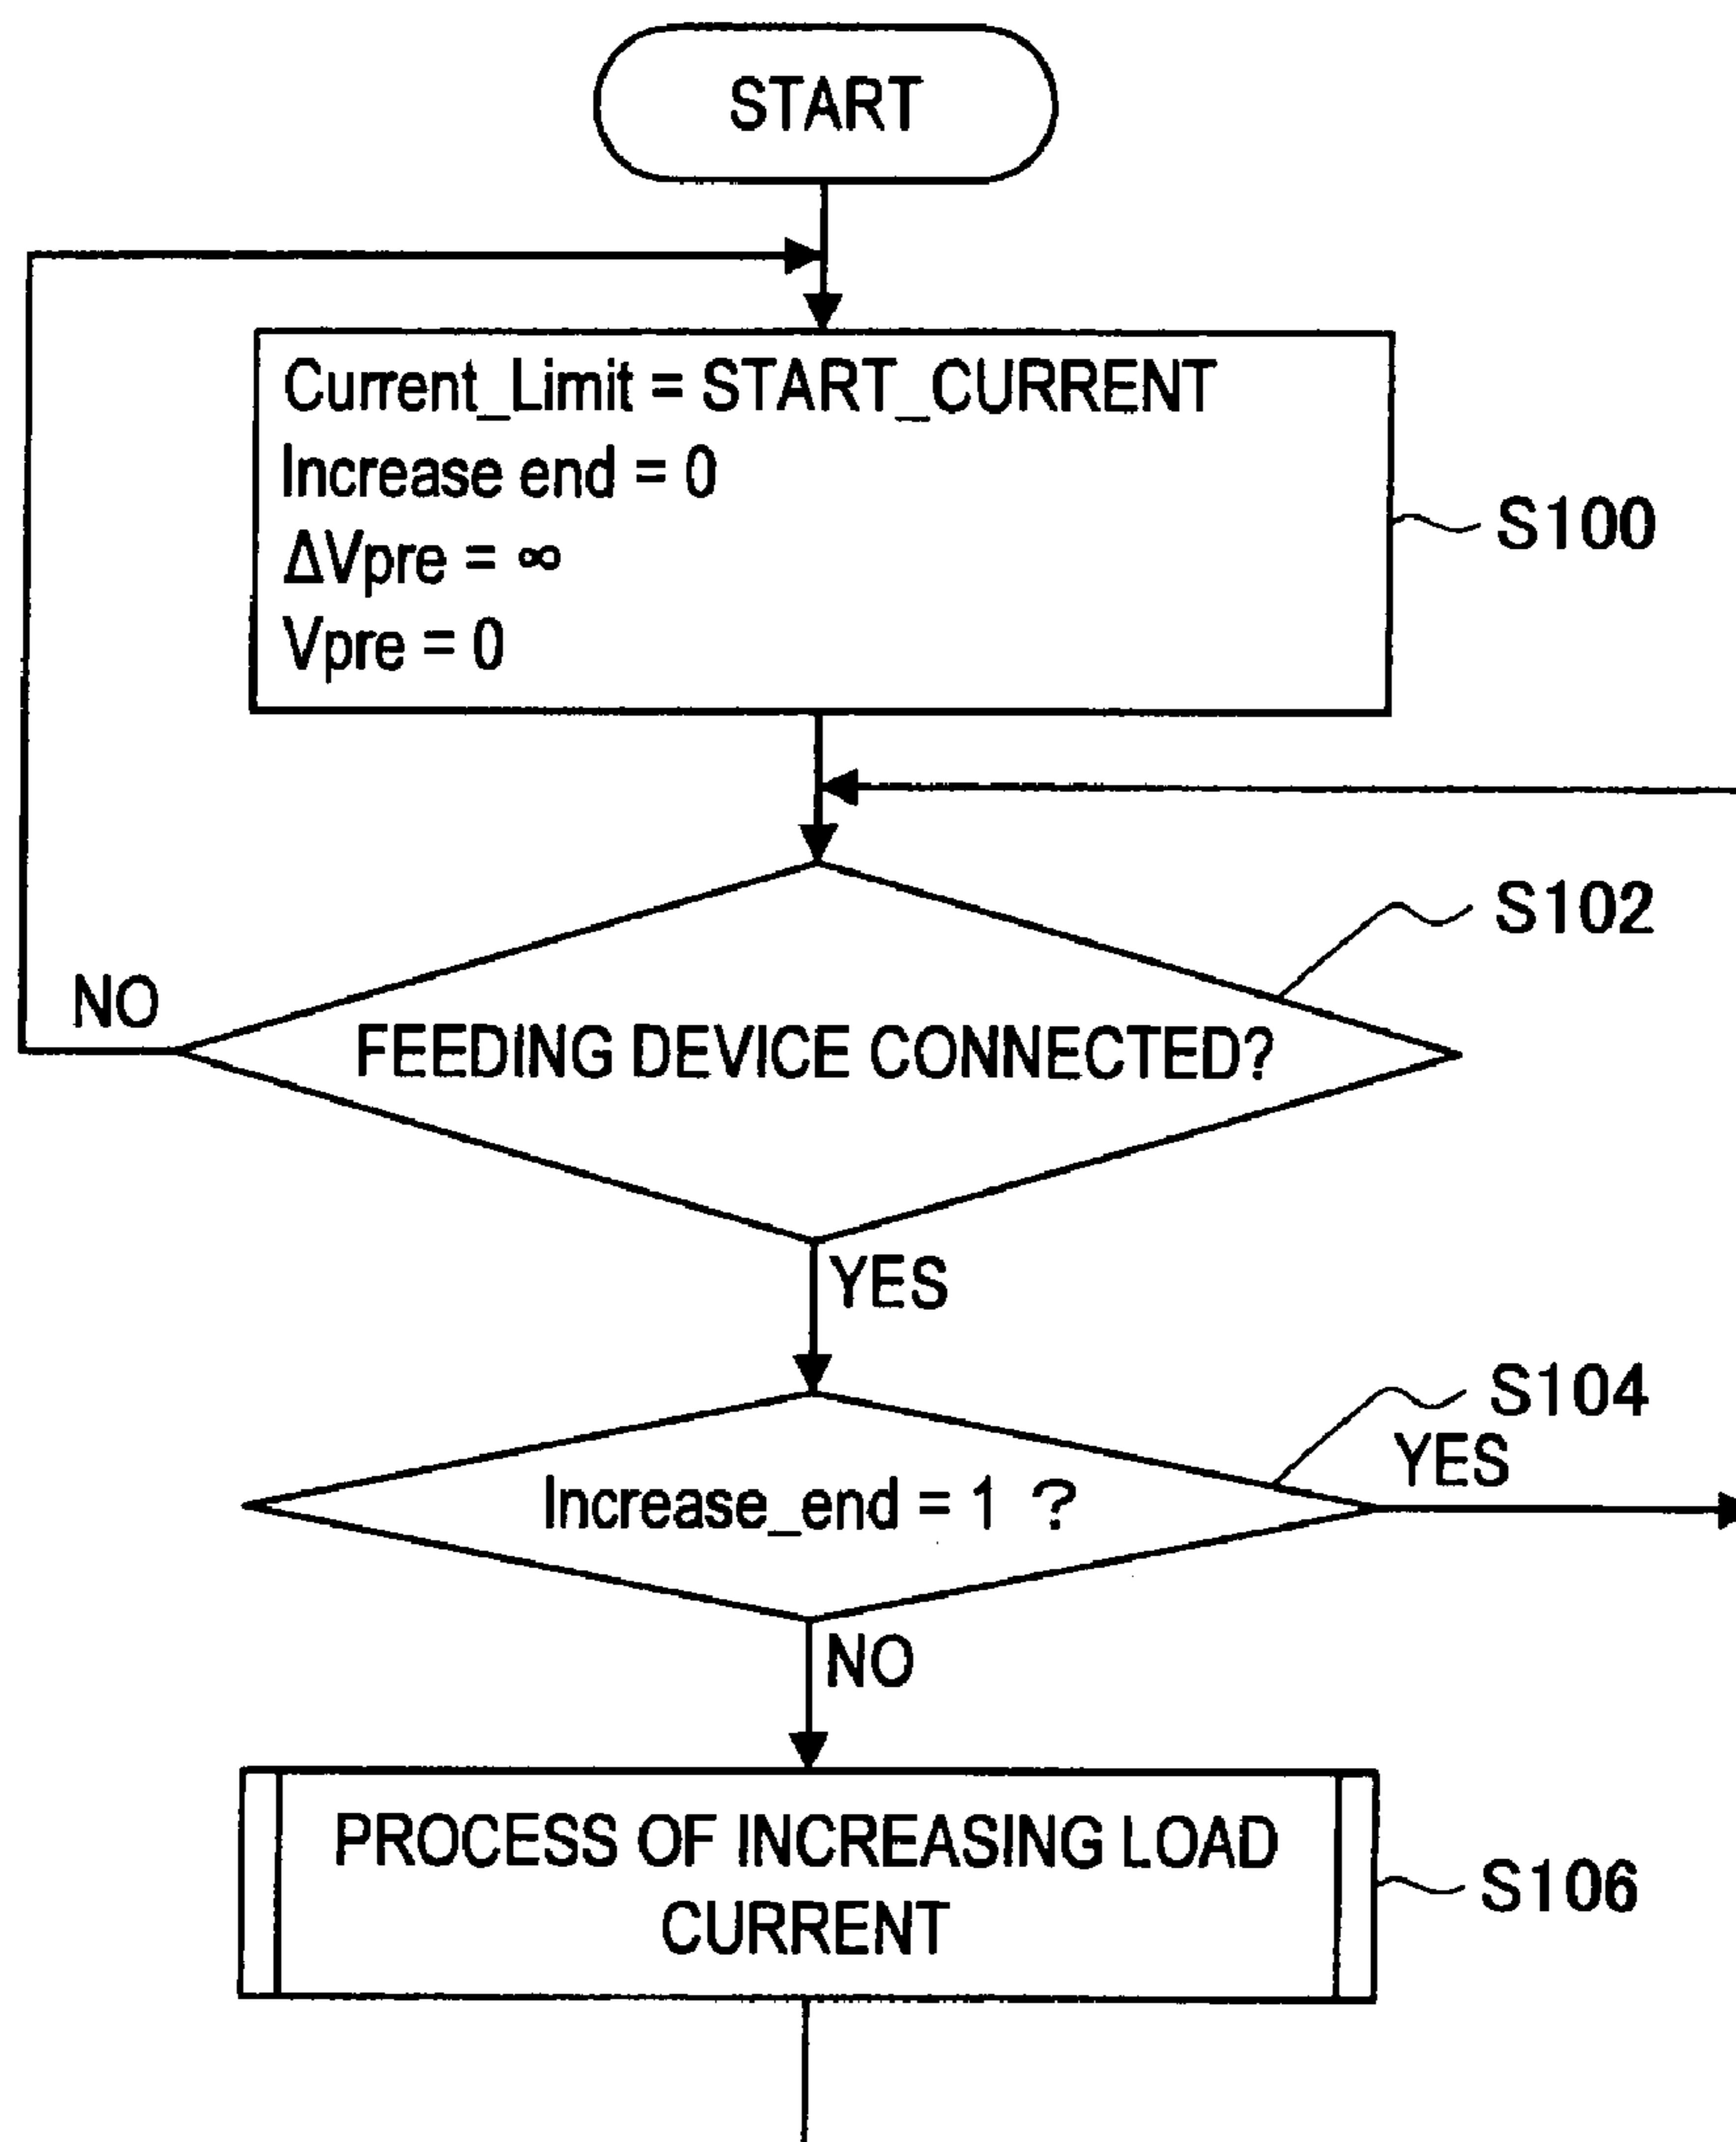 START
Current_Limit = START_CURRENT
Increase end = 0
ΔVpre = ∞
Vpre = 0
S100
S102
NO
FEEDING DEVICE CONNECTED?
YES
S104
YES
Increase_end = 1 ?
NO
PROCESS OF INCREASING LOAD
CURRENT
S106